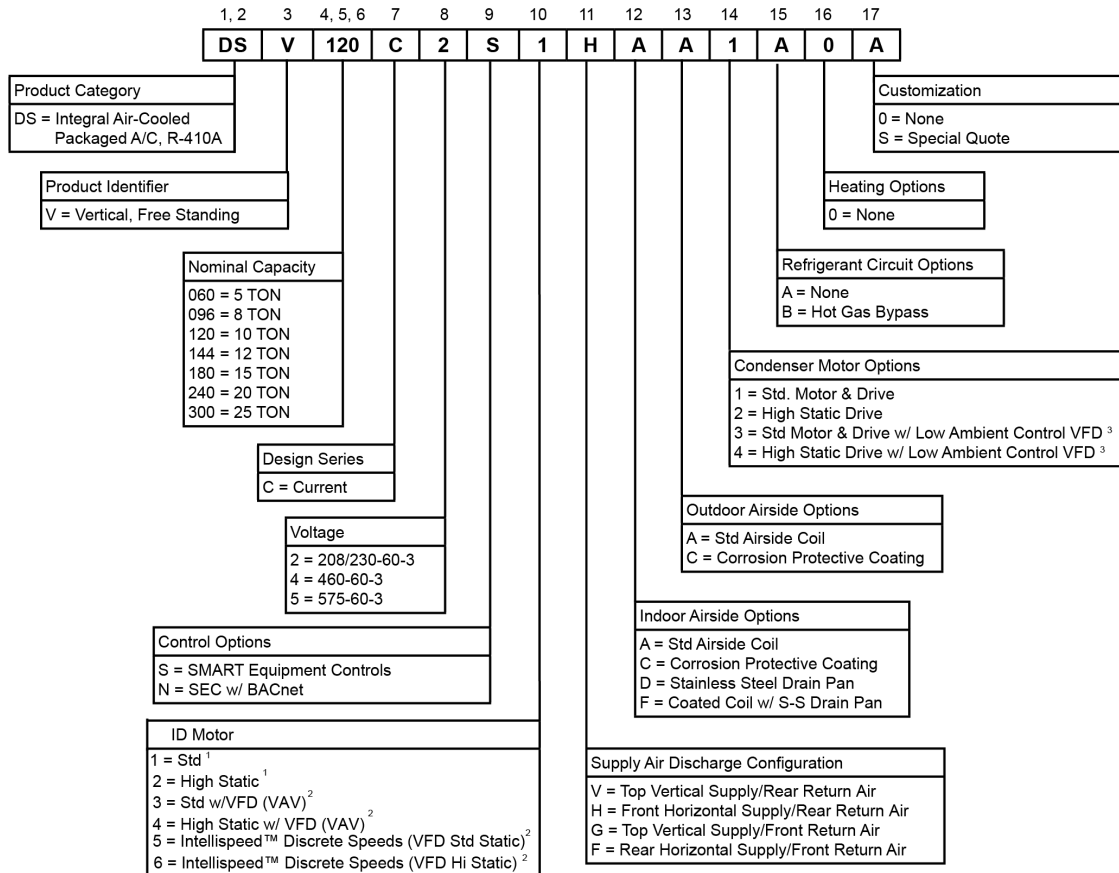 1, 2 3 4, 5, 6 7 8 9 10 11 12 13 14 15 16 17
DS V 120 C 2 S 1 H A A 1 A 0 A
Product Category
DS = Integral Air-Cooled
Packaged A/C, R-410A
Product Identifier
V = Vertical, Free Standing
Nominal Capacity
060 = 5 TON
096 = 8 TON
120 = 10 TON
144 = 12 TON
180 = 15 TON
240 = 20 TON
300 = 25 TON
Design Series
C = Current
Voltage
2 = 208/230-60-3
4 = 460-60-3
5 = 575-60-3
Control Options
S = SMART Equipment Controls
N = SEC w/ BACnet
ID Motor
1 = Std ¹
2 = High Static ¹
3 = Std w/VFD (VAV) ²
4 = High Static w/ VFD (VAV) ²
5 = Intellispeed™ Discrete Speeds (VFD Std Static) ²
6 = Intellispeed™ Discrete Speeds (VFD Hi Static) ²
Supply Air Discharge Configuration
V = Top Vertical Supply/Rear Return Air
H = Front Horizontal Supply/Rear Return Air
G = Top Vertical Supply/Front Return Air
F = Rear Horizontal Supply/Front Return Air
Indoor Airside Options
A = Std Airside Coil
C = Corrosion Protective Coating
D = Stainless Steel Drain Pan
F = Coated Coil w/ S-S Drain Pan
Outdoor Airside Options
A = Std Airside Coil
C = Corrosion Protective Coating
Condenser Motor Options
1 = Std. Motor & Drive
2 = High Static Drive
3 = Std Motor & Drive w/ Low Ambient Control VFD ³
4 = High Static Drive w/ Low Ambient Control VFD ³
Refrigerant Circuit Options
A = None
B = Hot Gas Bypass
Heating Options
0 = None
Customization
0 = None
S = Special Quote